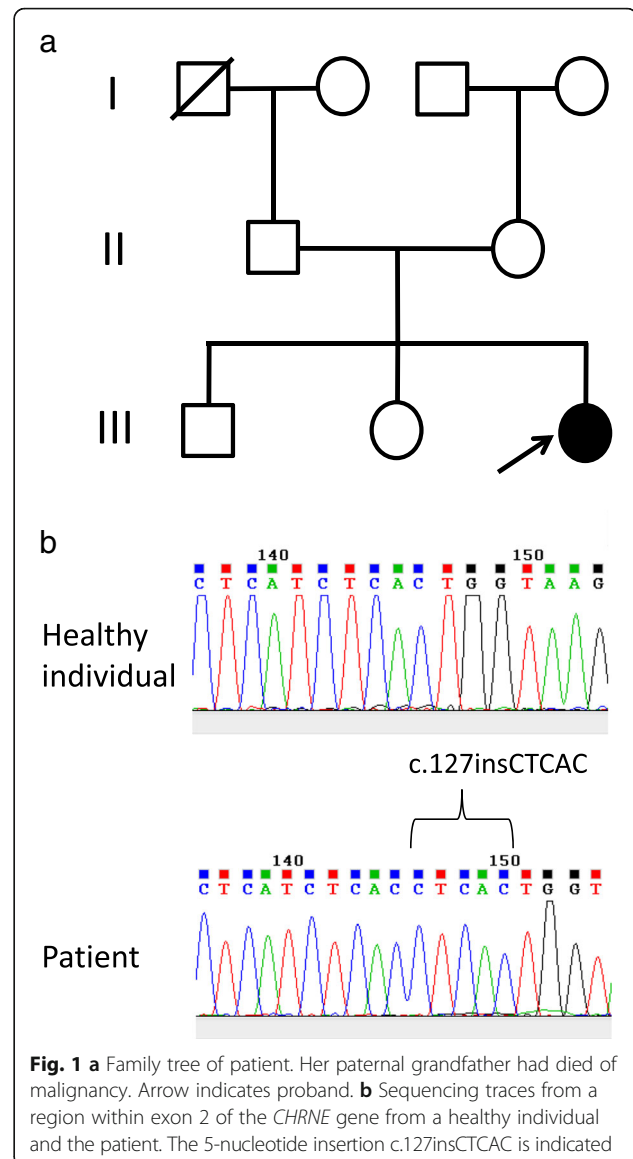 a
I
II
III
b
140 150
C T C A T C T C A C T G G T A A G
Healthy
individual
c.127insCTCAC
140 150
C T C A T C T C A C C T C A C T G G T
Patient
Fig. 1 a Family tree of patient. Her paternal grandfather had died of
malignancy. Arrow indicates proband. b Sequencing traces from a
region within exon 2 of the CHRNE gene from a healthy individual
and the patient. The 5-nucleotide insertion c.127insCTCAC is indicated